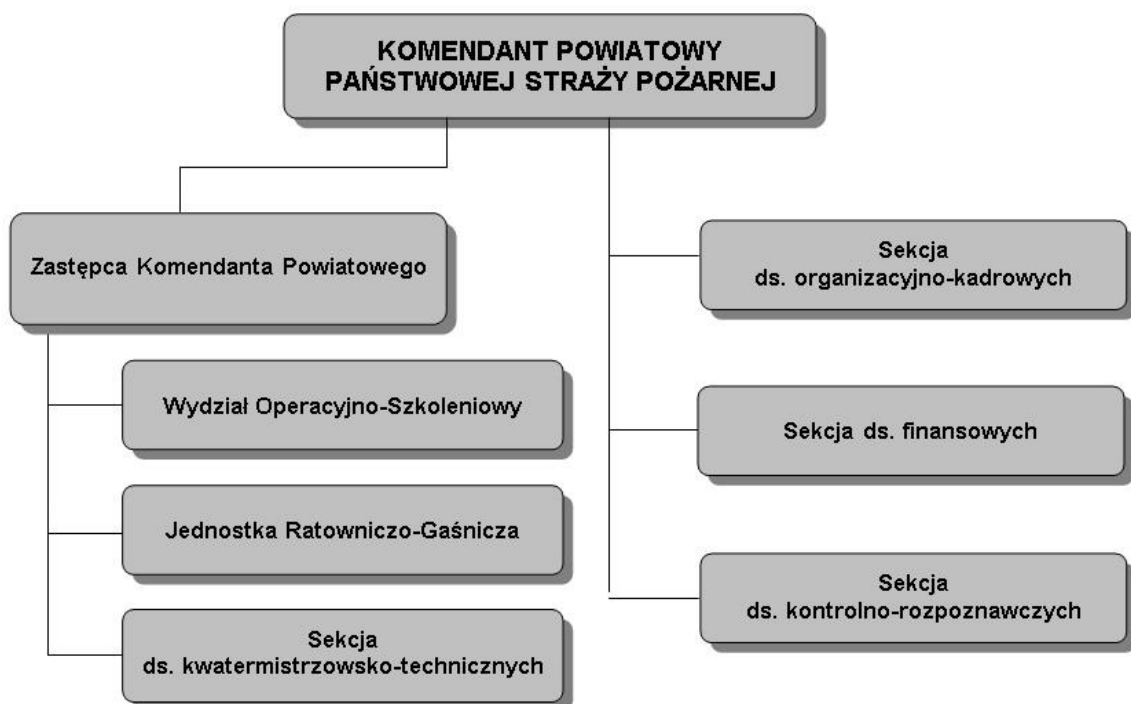 KOMENDANT POWIATOWY
PAŃSTWOWEJ STRAŻY POŻARNEJ
Zastępca Komendanta Powiatowego
Wydział Operacyjno-Szkoleniowy
Jednostka Ratowniczo-Gaśnicza
Sekcja
ds. kwatermistrzowsko-technicznych
Sekcja
ds. organizacyjno-kadrowych
Sekcja ds. finansowych
Sekcja
ds. kontrolno-rozpoznawczych